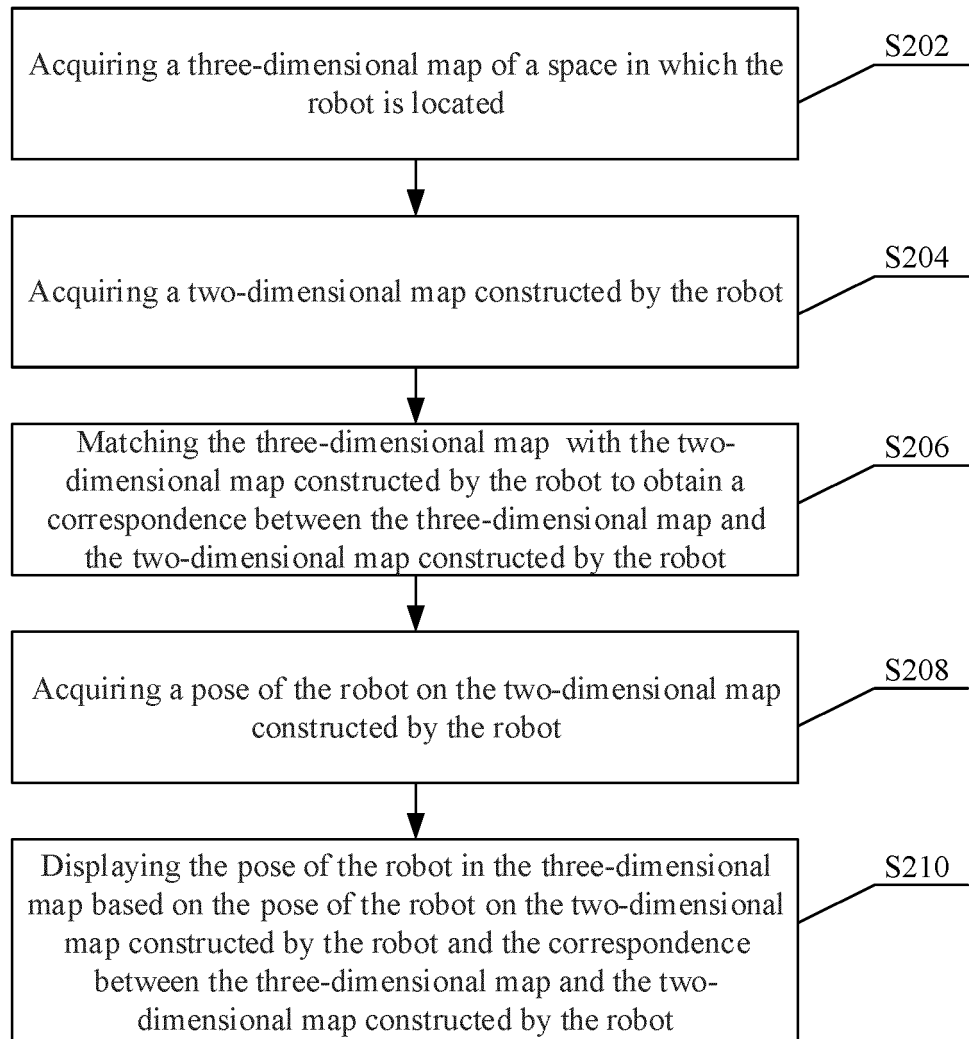 S202
Acquiring a three-dimensional map of a space in which the
robot is located
S204
Acquiring a two-dimensional map constructed by the robot
S206
Matching the three-dimensional map with the two-
dimensional map constructed by the robot to obtain a
correspondence between the three-dimensional map and
the two-dimensional map constructed by the robot
S208
Acquiring a pose of the robot on the two-dimensional map
constructed by the robot
S210
Displaying the pose of the robot in the three-dimensional
map based on the pose of the robot on the two-dimensional
map constructed by the robot and the correspondence
between the three-dimensional map and the two-
dimensional map constructed by the robot